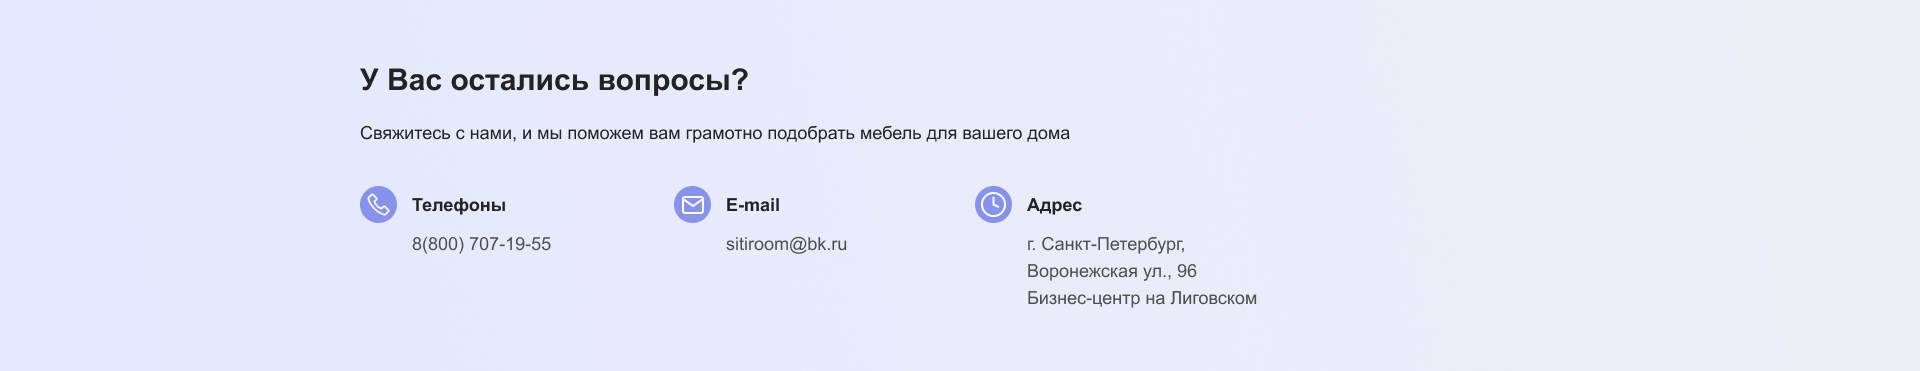 У Вас остались вопросы?
Свяжитесь с нами, и мы поможем вам грамотно подобрать мебель для вашего дома
Телефоны
8(800) 707-19-55
E-mail
sitiroom@bk.ru
Адрес
г. Санкт-Петербург,
Воронежская ул., 96
Бизнес-центр на Лиговском